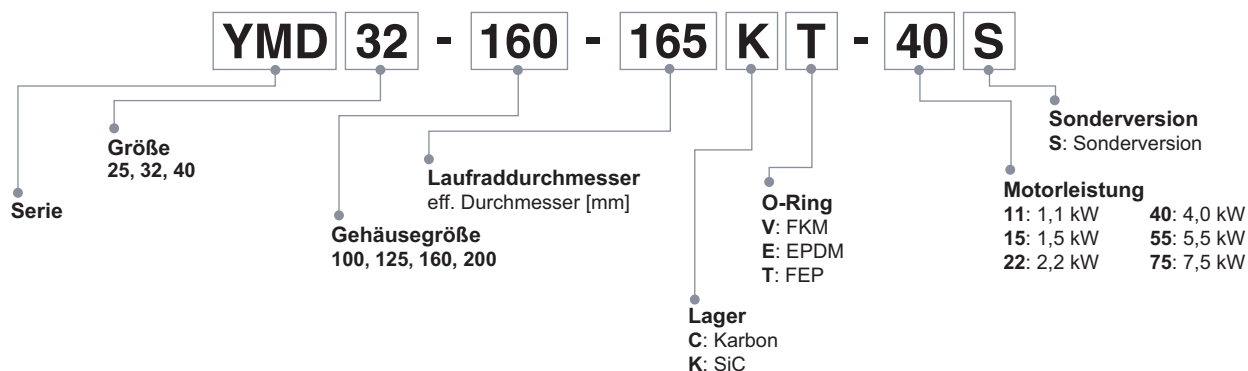 YMD 32 - 160 - 165 K T - 40 S
Sonderversion
S: Sonderversion
Größe
25, 32, 40
Laufraddurchmesser
eff. Durchmesser [mm]
Serie
O-Ring
V: FKM
E: EPDM
T: FEP
Motorleistung
11: 1,1 kW 40: 4,0 kW
15: 1,5 kW 55: 5,5 kW
22: 2,2 kW 75: 7,5 kW
Gehäusegröße
100, 125, 160, 200
Lager
C: Karbon
K: SiC